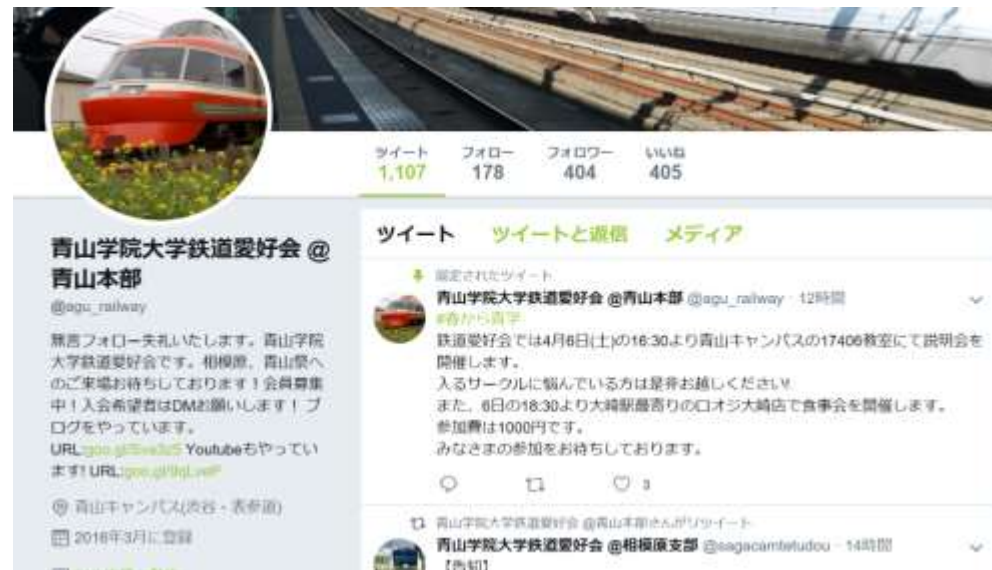 ツイート フォロー フォロワー いいね
1,107 178 404 405
青山学院大学鉄道愛好会 @
青山本部
@agu_railway
無言フォロー失礼いたします。青山学院
大学鉄道愛好会です。相模原、青山祭へ
のご来場お待ちしております！会員募集
中！入会希望者はDMお願いします！ ブ
ログをやっています。
URL: Youtubeもやってい
ます! URL:
青山キャンパス(渋谷・表参道)
2016年3月に登録
ツイート ツイートと返信 メディア
固定されたツイート
青山学院大学鉄道愛好会 @青山本部 @agu_railway · 12時間
#春から青学
鉄道愛好会では4月6日(土)の16:30より青山キャンパスの17406教室にて説明会を
開催します。
入るサークルに悩んでいる方は是非お越しください!
また、6日の18:30より大崎駅最寄りのロオジ大崎店で食事会を開催します。
参加費は1000円です。
みなさまの参加をお待ちしております。
3
青山学院大学鉄道愛好会 @青山本部さんがリツイート
青山学院大学鉄道愛好会 @相模原支部 @sagacamtetudou · 14時間
【告知】